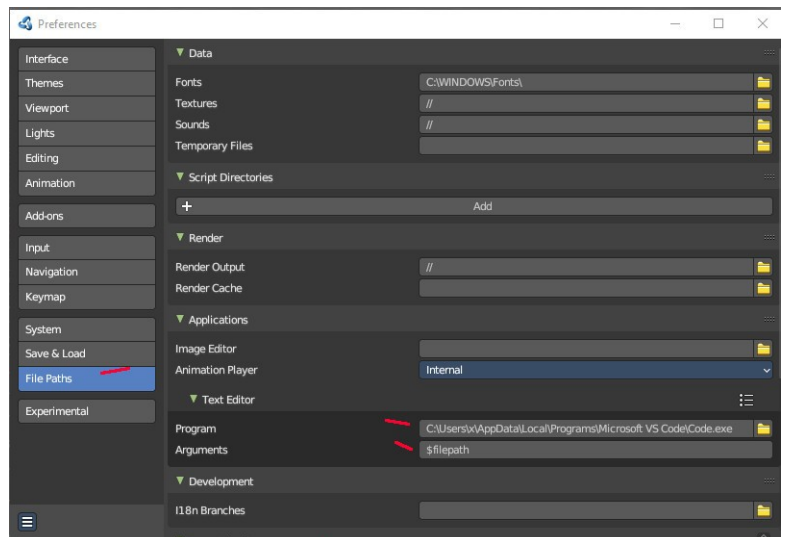 Preferences
Interface
Themes
Viewport
Lights
Editing
Animation
Add-ons
Input
Navigation
Keymap
System
Save & Load
File Paths
Experimental
Data
Fonts C:\WINDOWS\Fonts\
Textures //
Sounds //
Temporary Files
Script Directories
+ Add
Render
Render Output //
Render Cache
Applications
Image Editor
Animation Player Internal
Text Editor
Program C:\Users\x\AppData\Local\Programs\Microsoft VS Code\Code.exe
Arguments $filepath
Development
I18n Branches